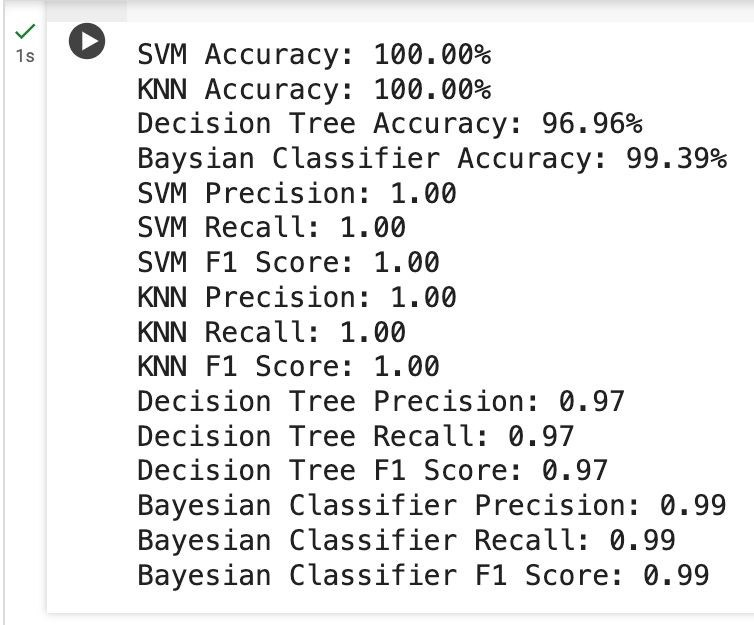 1s
SVM Accuracy: 100.00%
KNN Accuracy: 100.00%
Decision Tree Accuracy: 96.96%
Baysian Classifier Accuracy: 99.39%
SVM Precision: 1.00
SVM Recall: 1.00
SVM F1 Score: 1.00
KNN Precision: 1.00
KNN Recall: 1.00
KNN F1 Score: 1.00
Decision Tree Precision: 0.97
Decision Tree Recall: 0.97
Decision Tree F1 Score: 0.97
Bayesian Classifier Precision: 0.99
Bayesian Classifier Recall: 0.99
Bayesian Classifier F1 Score: 0.99